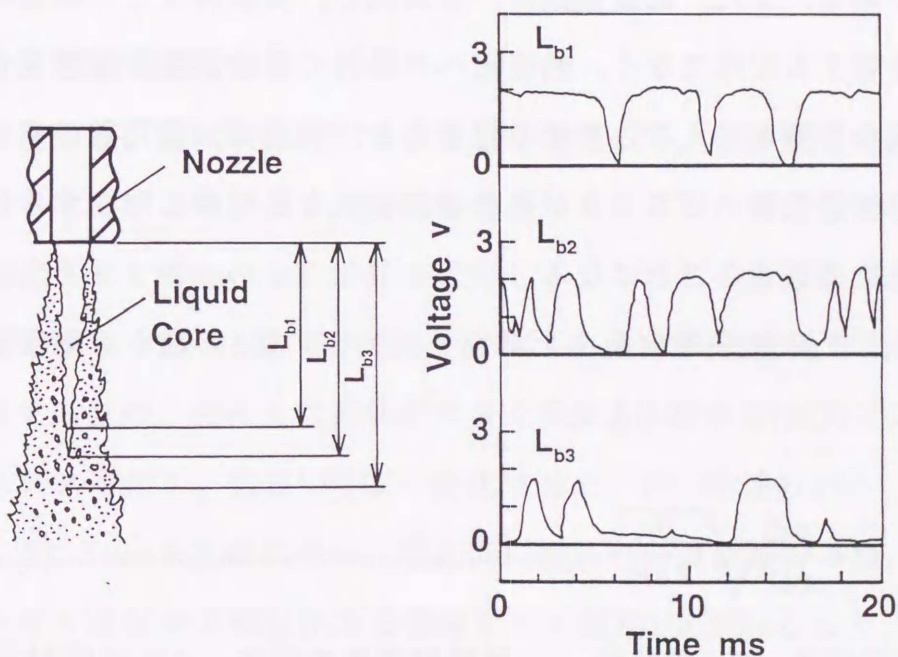 Nozzle
Liquid
Core
L_b1
L_b2
L_b3
Voltage v
3
L_b1
0
3
L_b2
0
3
L_b3
0
0
10
20
Time ms